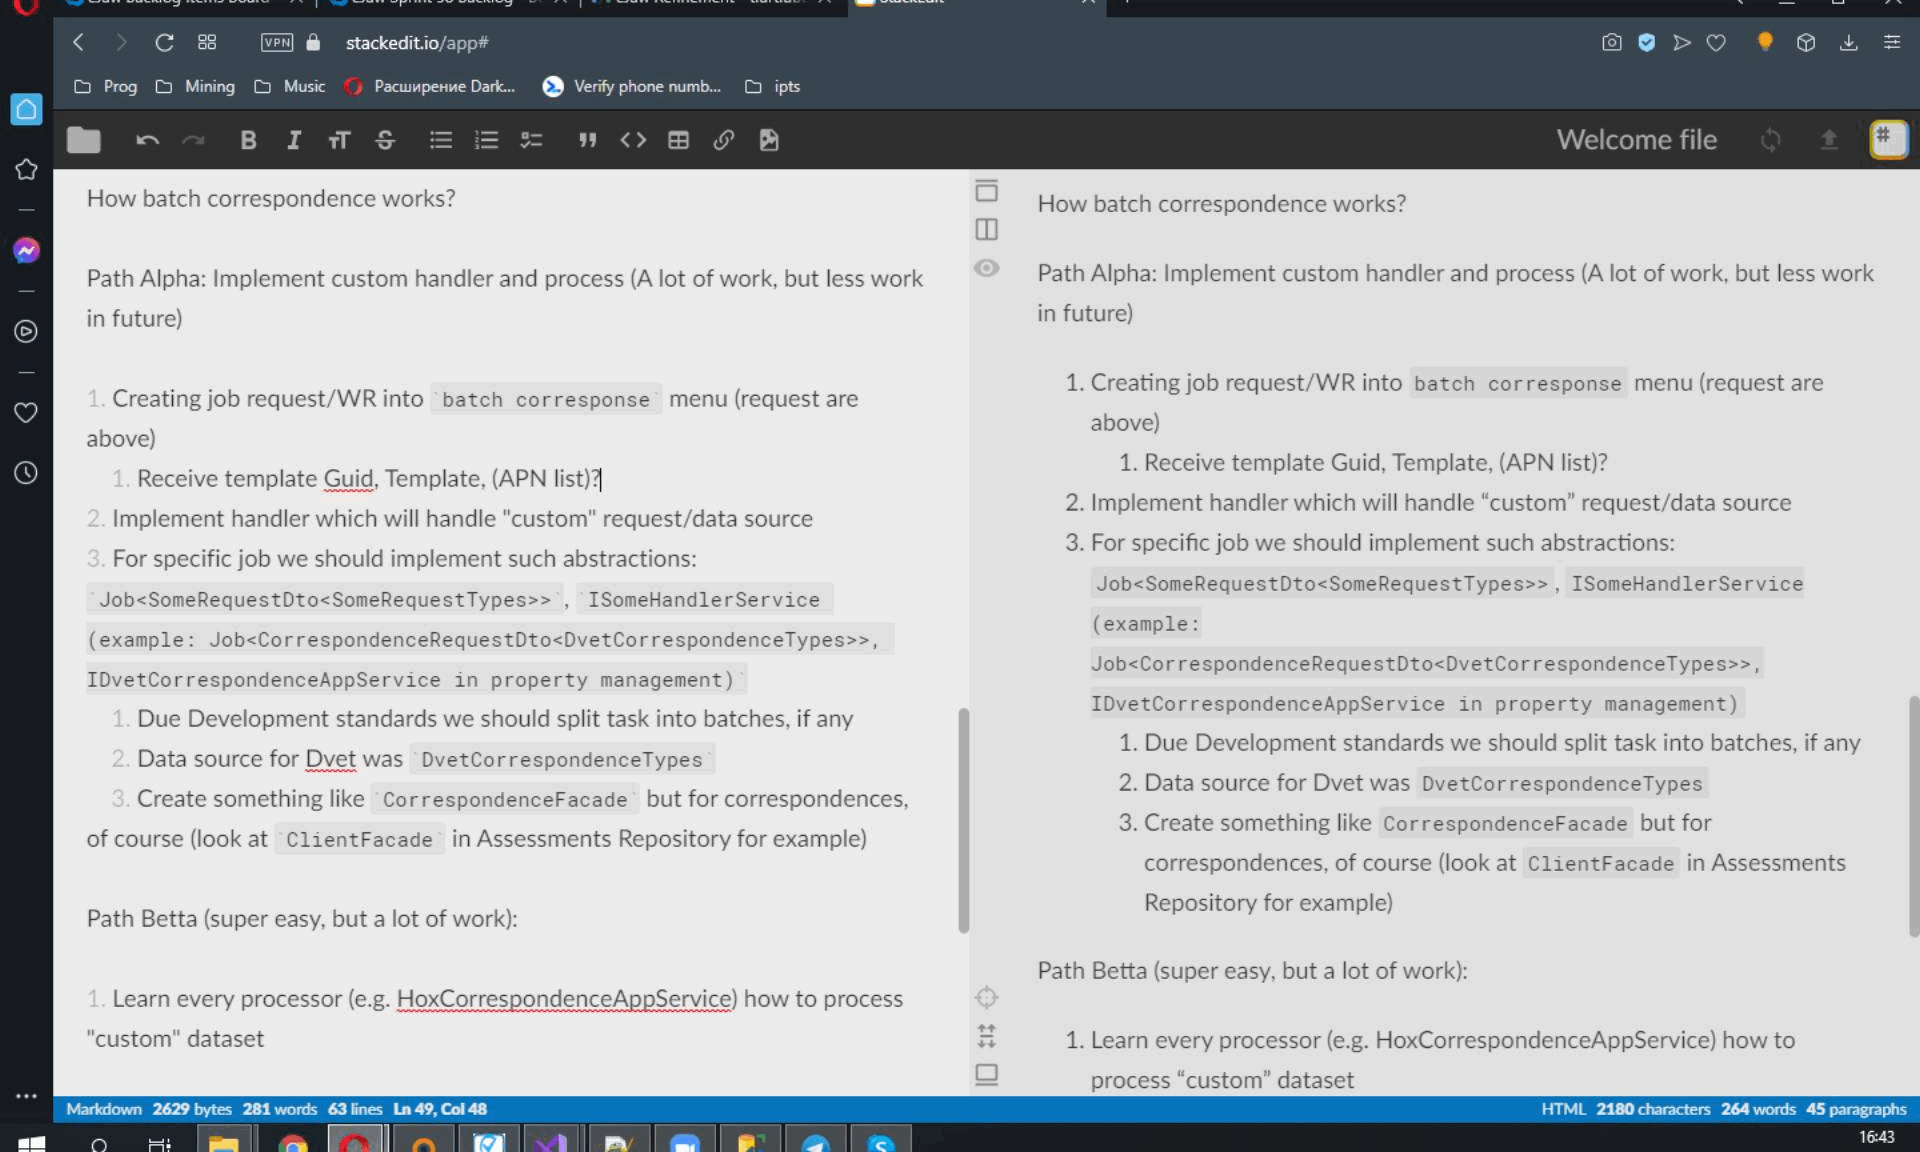 VPN stackedit.io/app#
Prog Mining Music Расширение Dark... Verify phone numb... ipts
Welcome file
How batch correspondence works?
Path Alpha: Implement custom handler and process (A lot of work, but less work
in future)
1. Creating job request/WR into `batch corresponse` menu (request are
above)
1. Receive template Guid, Template, (APN list)?
2. Implement handler which will handle "custom" request/data source
3. For specific job we should implement such abstractions:
`Job<SomeRequestDto<SomeRequestTypes>>`, `ISomeHandlerService
(example: Job<CorrespondenceRequestDto<DvetCorrespondenceTypes>>,
IDvetCorrespondenceAppService in property management)`
1. Due Development standards we should split task into batches, if any
2. Data source for Dvet was `DvetCorrespondenceTypes`
3. Create something like `CorrespondenceFacade` but for correspondences,
of course (look at `ClientFacade` in Assessments Repository for example)
Path Betta (super easy, but a lot of work):
1. Learn every processor (e.g. HoxCorrespondenceAppService) how to process
"custom" dataset
How batch correspondence works?
Path Alpha: Implement custom handler and process (A lot of work, but less work
in future)
1. Creating job request/WR into batch corresponse menu (request are
above)
1. Receive template Guid, Template, (APN list)?
2. Implement handler which will handle “custom” request/data source
3. For specific job we should implement such abstractions:
Job<SomeRequestDto<SomeRequestTypes>>, ISomeHandlerService
(example:
Job<CorrespondenceRequestDto<DvetCorrespondenceTypes>>,
IDvetCorrespondenceAppService in property management)
1. Due Development standards we should split task into batches, if any
2. Data source for Dvet was DvetCorrespondenceTypes
3. Create something like CorrespondenceFacade but for
correspondences, of course (look at ClientFacade in Assessments
Repository for example)
Path Betta (super easy, but a lot of work):
1. Learn every processor (e.g. HoxCorrespondenceAppService) how to
process “custom” dataset
Markdown 2629 bytes 281 words 63 lines Ln 49, Col 48
HTML 2180 characters 264 words 45 paragraphs
16:43